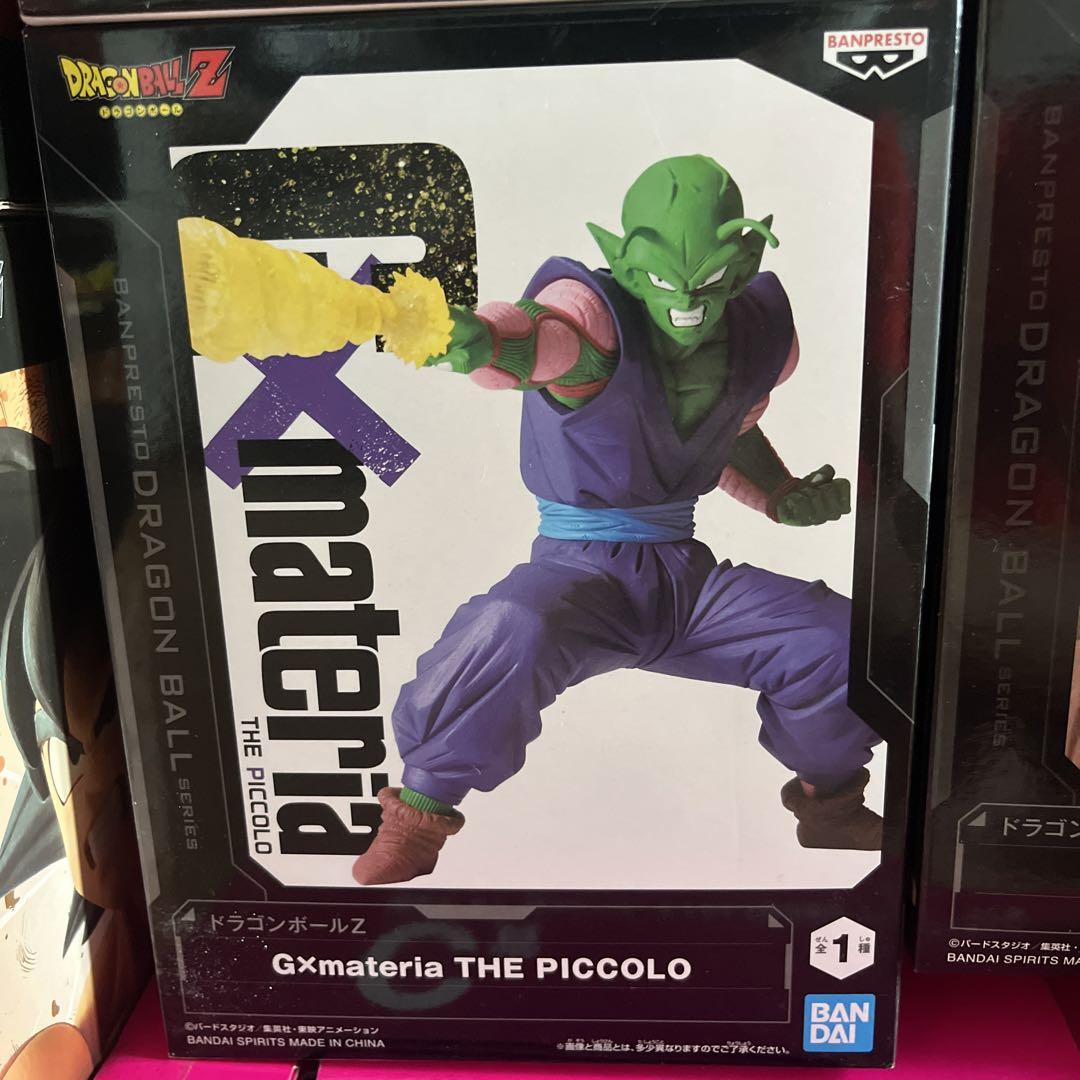 DRAGON BALL Z
ドラゴンボール
BANPRESTO
G×materia
THE PICCOLO
BANPRESTO DRAGON BALL SERIES
ドラゴンボールZ
G×materia THE PICCOLO
ぜん しゅ
全1種
BAN
DAI
©バードスタジオ/集英社・東映アニメーション
BANDAI SPIRITS MADE IN CHINA
※画像と商品とは、多少異なりますのでご了承ください。
BANPRESTO DRAGON BALL SERIES
ドラゴン
©バードスタジオ/集英社・
BANDAI SPIRITS MA